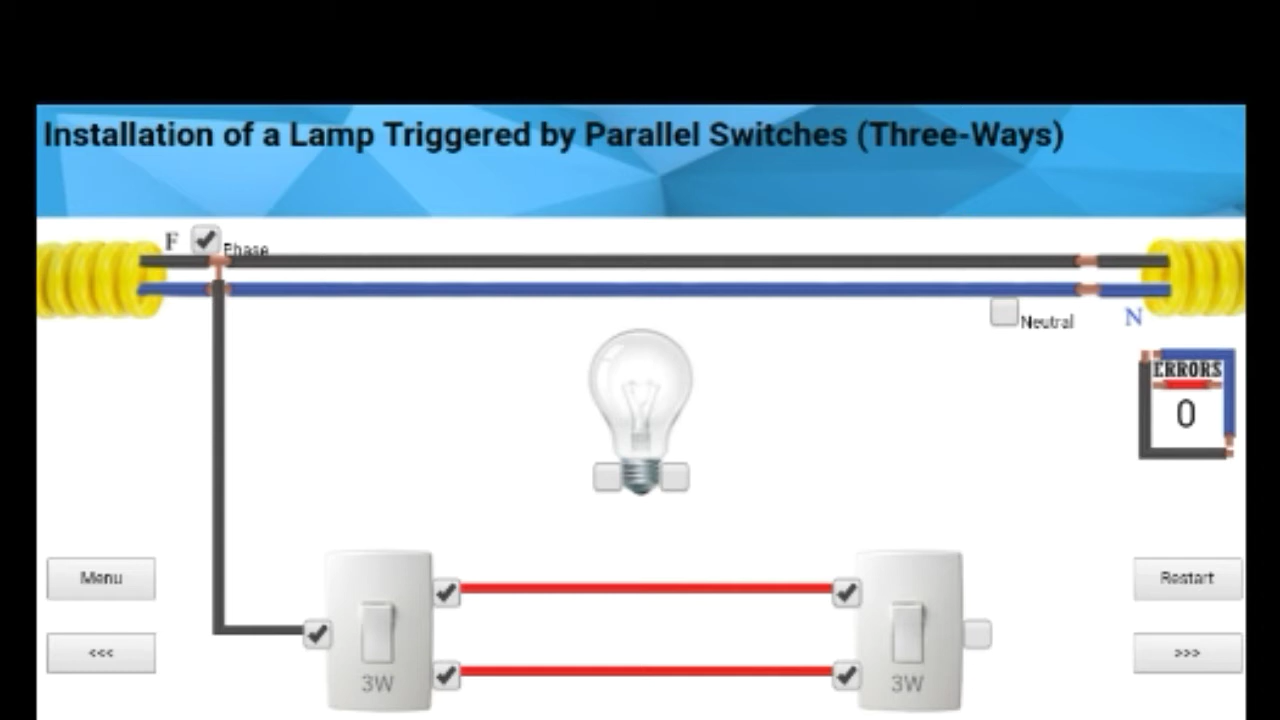 Installation of a Lamp Triggered by Parallel Switches (Three-Ways)
F
Phase
Neutral
N
ERRORS
0
Menu
Restart
<<<
>>>
3W
3W